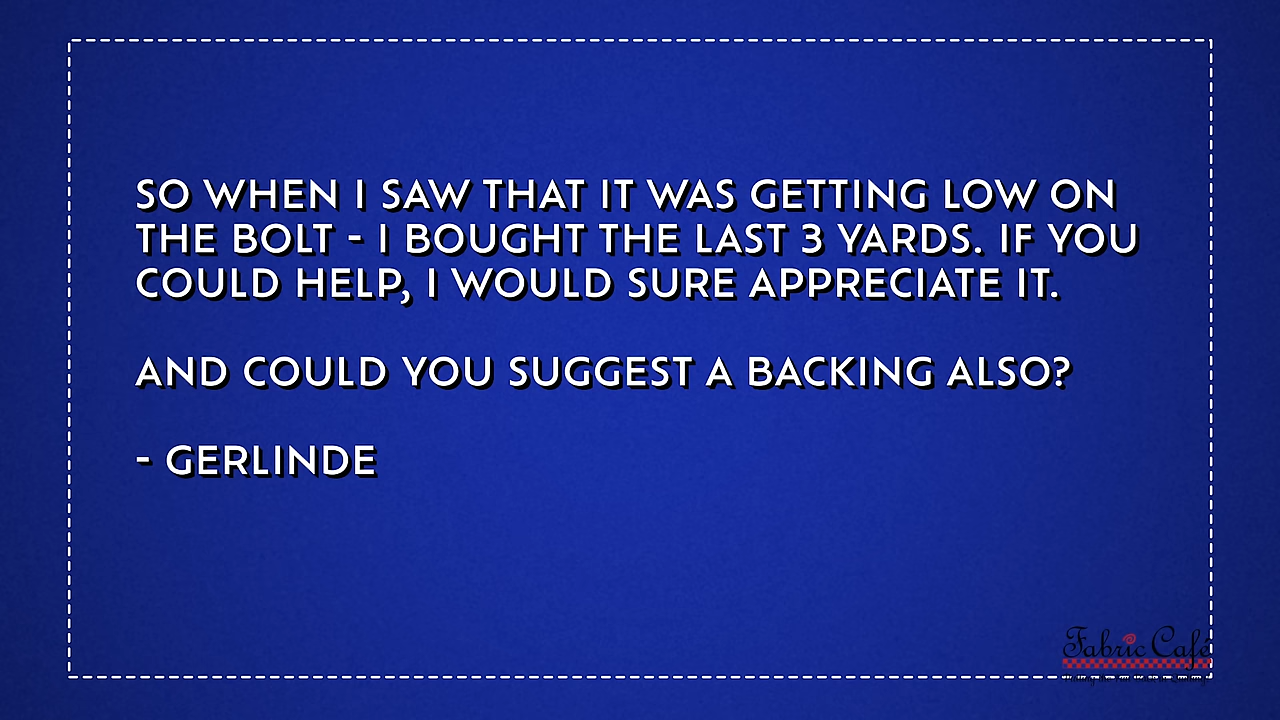 SO WHEN I SAW THAT IT WAS GETTING LOW ON
THE BOLT - I BOUGHT THE LAST 3 YARDS. IF YOU
COULD HELP, I WOULD SURE APPRECIATE IT.
AND COULD YOU SUGGEST A BACKING ALSO?
- GERLINDE
Fabric Café